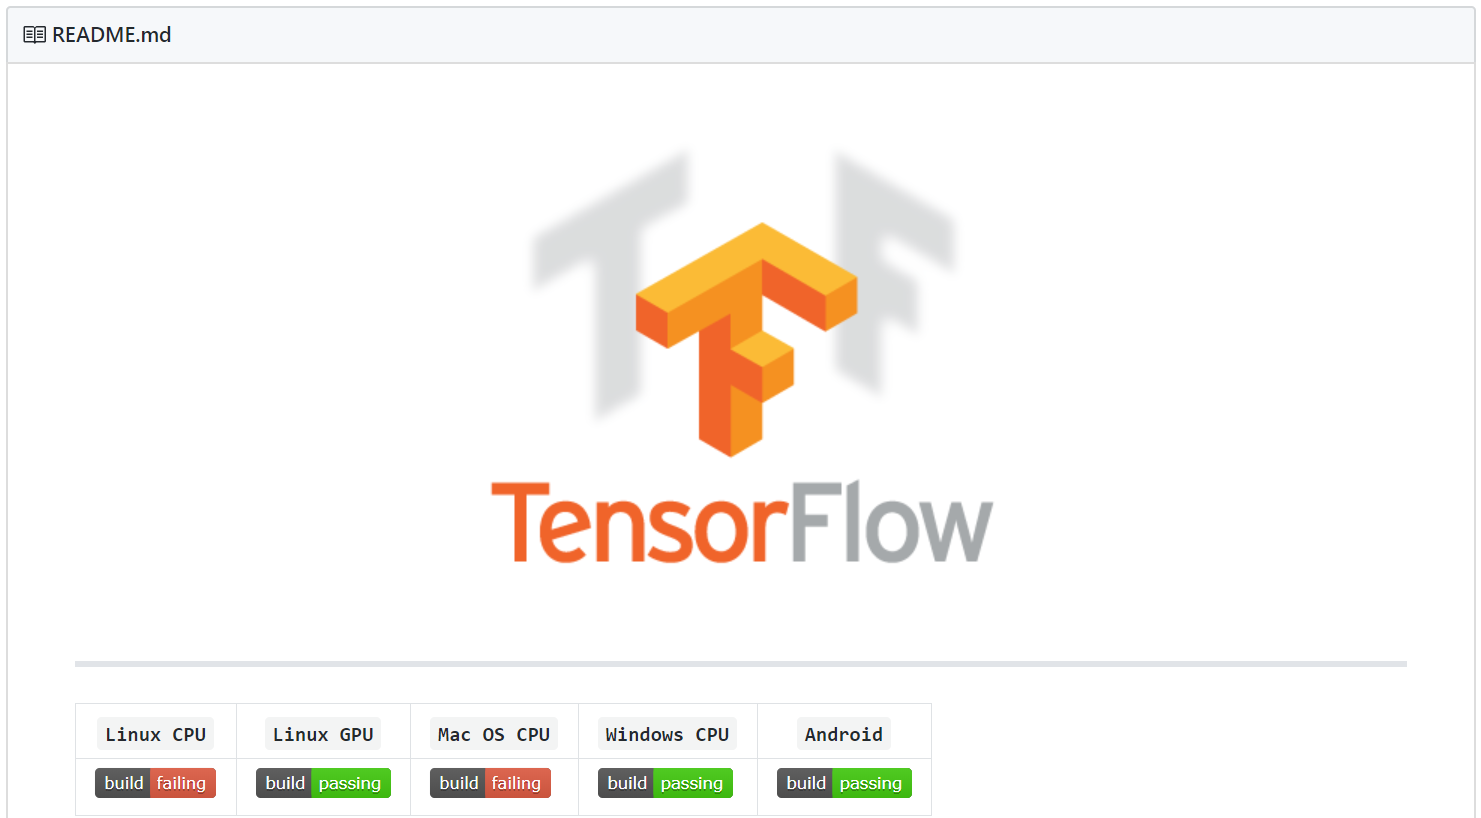 README.md
TensorFlow
Linux CPU Linux GPU Mac OS CPU Windows CPU Android
build failing build passing build failing build passing build passing